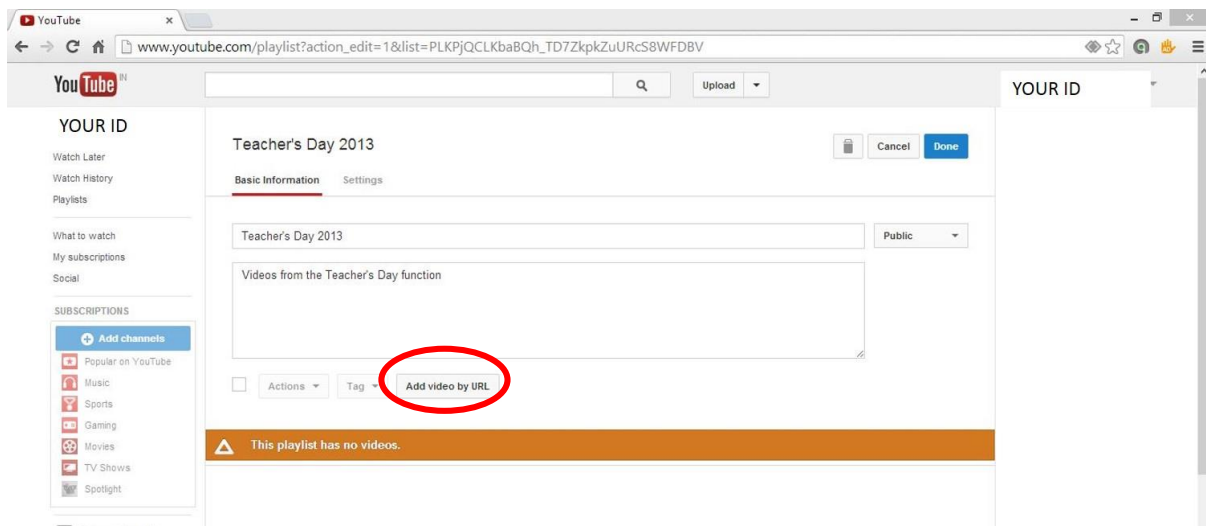 YouTube
www.youtube.com/playlist?action_edit=1&list=PLKPjQCLKbaBQh_TD7ZkpkZuURcS8WFDBV
YouTube IN
Upload
YOUR ID
YOUR ID
Watch Later
Watch History
Playlists
What to watch
My subscriptions
Social
SUBSCRIPTIONS
Add channels
Popular on YouTube
Music
Sports
Gaming
Movies
TV Shows
Spotlight
Teacher's Day 2013
Cancel
Done
Basic Information Settings
Teacher's Day 2013
Public
Videos from the Teacher's Day function
Actions Tag Add video by URL
This playlist has no videos.